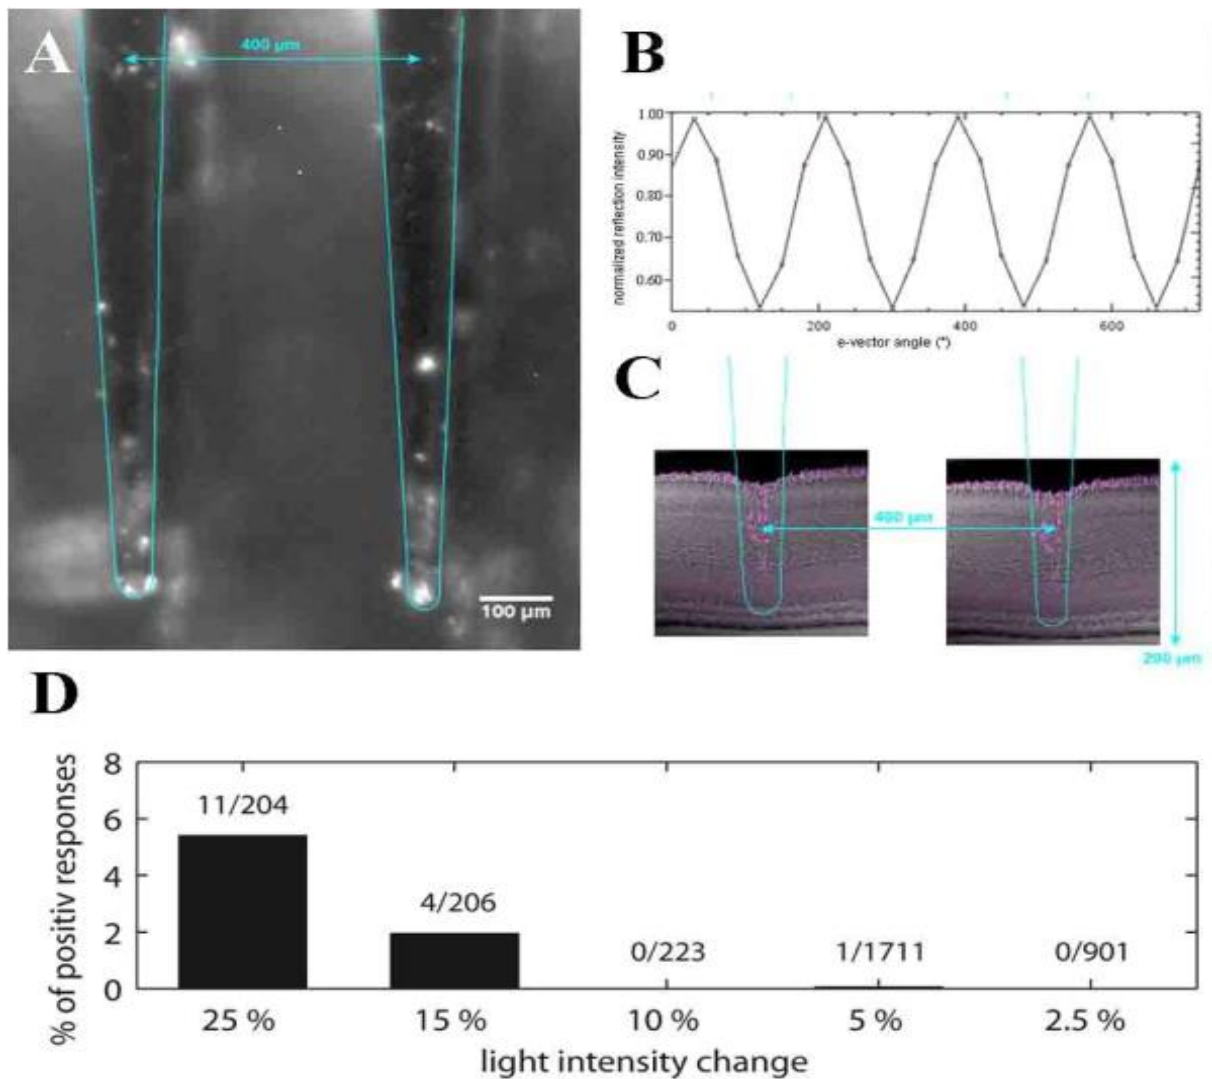 A
400 µm
100 µm
B
normalized reflection intensity
1.00
0.90
0.80
0.70
0.60
0
200
400
600
e-vector angle (°)
C
400 µm
200 µm
D
% of positiv responses
8
6
4
2
0
11/204
4/206
0/223
1/1711
0/901
25 %
15 %
10 %
5 %
2.5 %
light intensity change